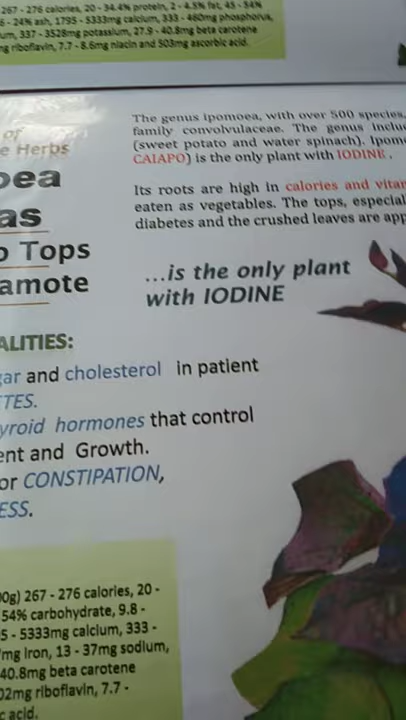 267 - 276 calories, 20 - 34.4% protein, 2 - 4.5% fat, 45 - 54%
- 24% ash, 1795 - 5333mg calcium, 333 - 460mg phosphorus,
um, 337 - 3528mg potassium, 27.9 - 40.8mg beta carotene
mg riboflavin, 7.7 - 8.6mg niacin and 503mg ascorbic acid.
The genus ipomoea, with over 500 species,
family convolvulaceae. The genus inclu
(sweet potato and water spinach). Ipom
CAIAPO) is the only plant with IODINE .
of
e Herbs
oea
as
o Tops
amote
Its roots are high in calories and vitar
eaten as vegetables. The tops, especial
diabetes and the crushed leaves are app
...is the only plant
with IODINE
ALITIES:
gar and cholesterol in patient
TES.
yroid hormones that control
ent and Growth.
or CONSTIPATION,
ESS.
00g) 267 - 276 calories, 20 -
54% carbohydrate, 9.8 -
5 - 5333mg calcium, 333 -
mg iron, 13 - 37mg sodium,
40.8mg beta carotene
02mg riboflavin, 7.7 -
c acid.